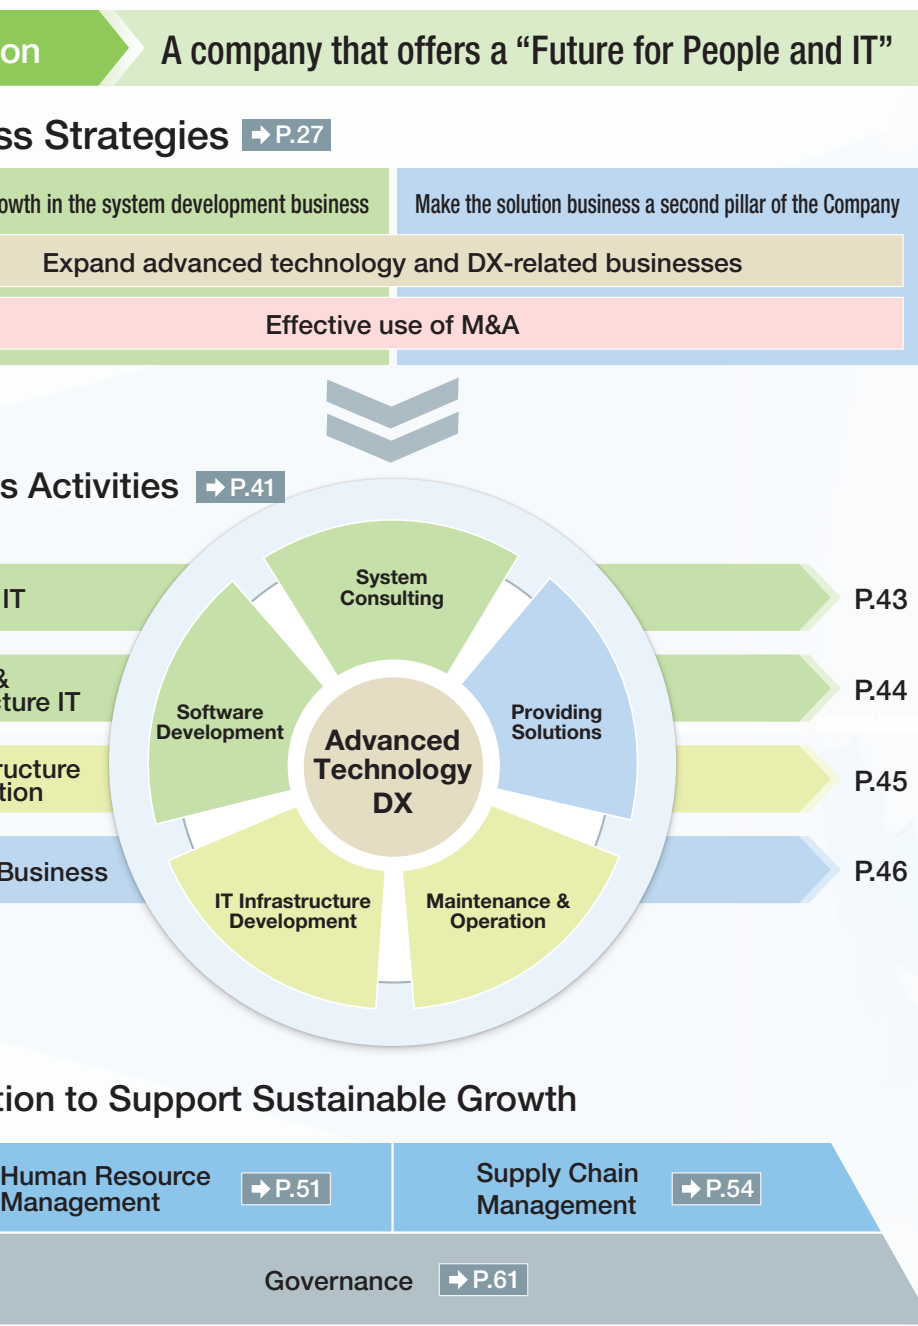 on
A company that offers a “Future for People and IT”
ss Strategies ➡ P.27
owth in the system development business
Make the solution business a second pillar of the Company
Expand advanced technology and DX-related businesses
Effective use of M&A
s Activities ➡ P.41
System
Consulting
IT
P.43
&
cture IT
P.44
Software
Development
Providing
Solutions
Advanced
Technology
DX
ructure
tion
P.45
Business
P.46
IT Infrastructure
Development
Maintenance &
Operation
tion to Support Sustainable Growth
Human Resource
Management
➡ P.51
Supply Chain
Management
➡ P.54
Governance ➡ P.61